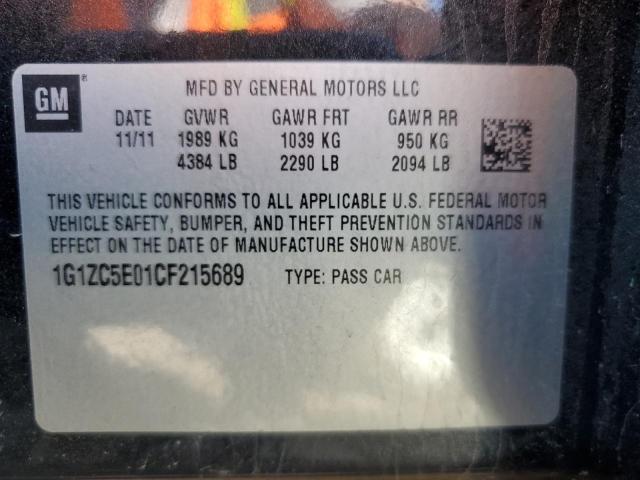 GM ®
MFD BY GENERAL MOTORS LLC
DATE GVWR GAWR FRT GAWR RR
11/11 1989 KG 1039 KG 950 KG
4384 LB 2290 LB 2094 LB
THIS VEHICLE CONFORMS TO ALL APPLICABLE U.S. FEDERAL MOTOR
VEHICLE SAFETY, BUMPER, AND THEFT PREVENTION STANDARDS IN
EFFECT ON THE DATE OF MANUFACTURE SHOWN ABOVE.
1G1ZC5E01CF215689 TYPE: PASS CAR